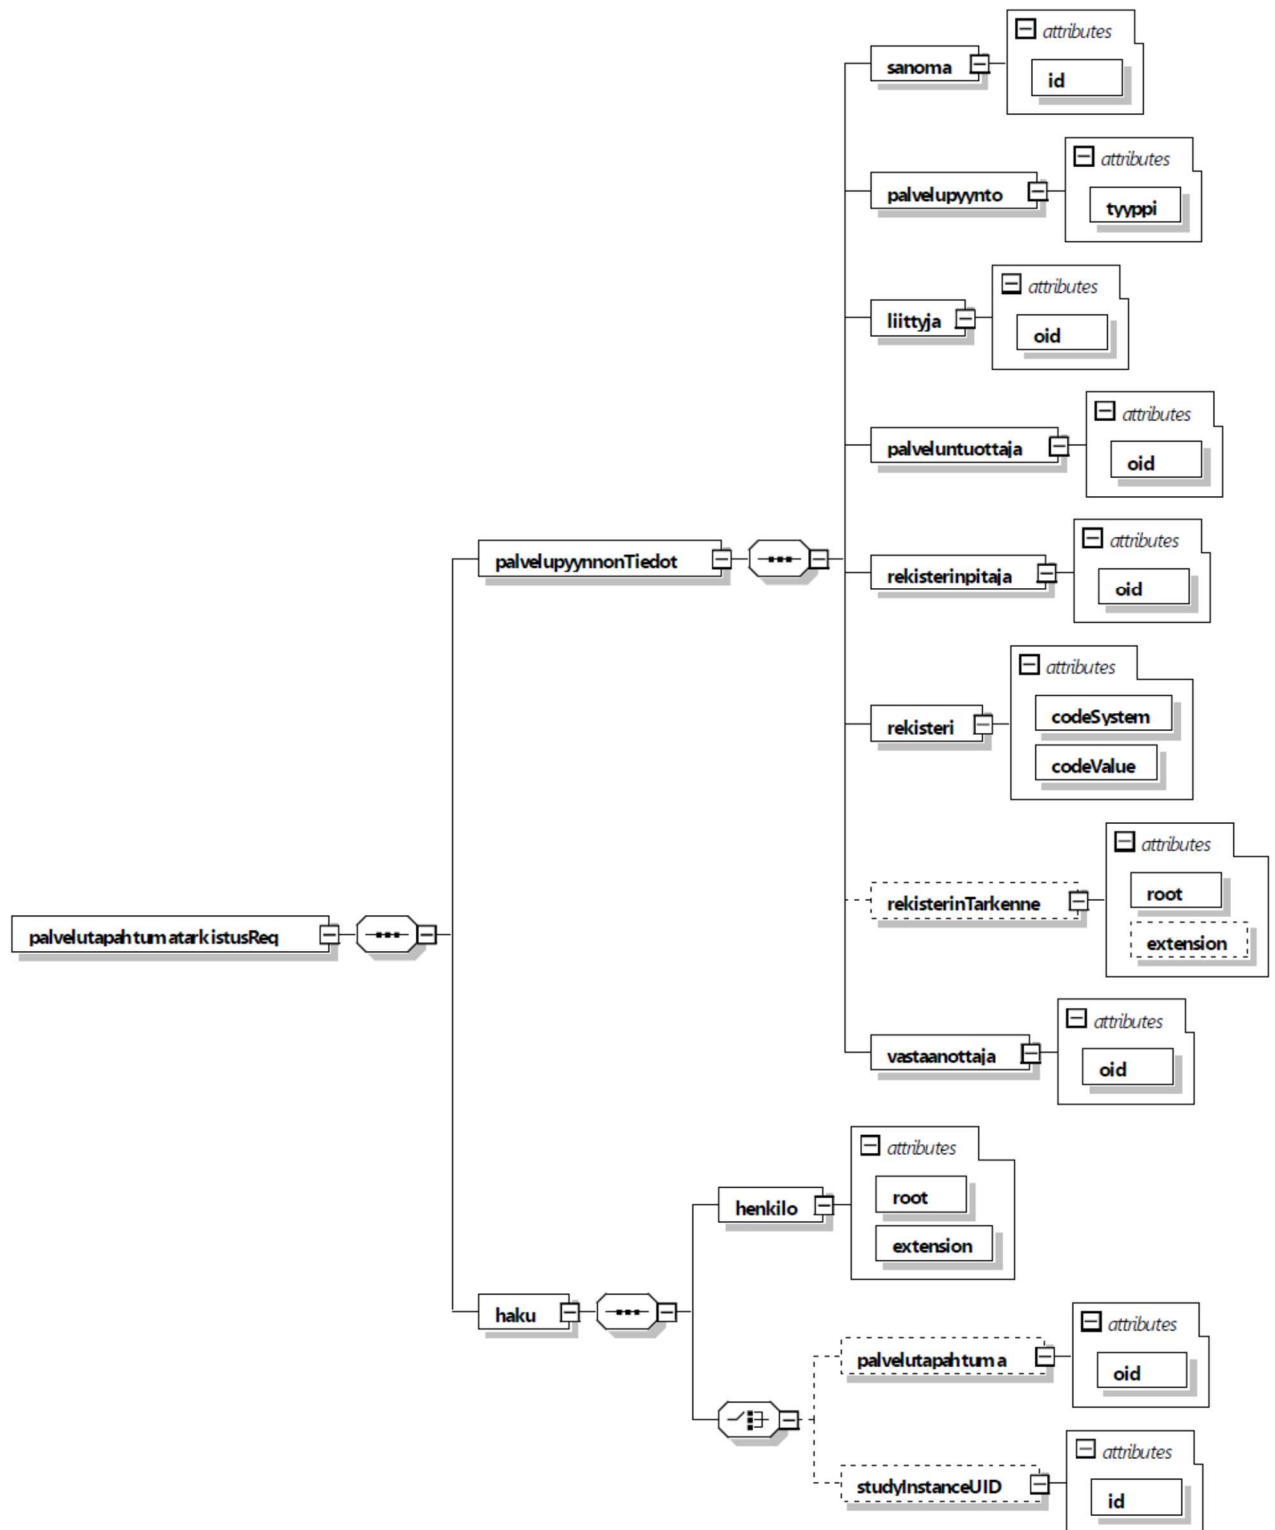 attributes
sanoma
id
attributes
palvelupyynto
tyyppi
attributes
liittyja
oid
attributes
palveluntuottaja
oid
palvelupyynnonTiedot
attributes
rekisterinpitaja
oid
attributes
rekisteri
codeSystem
codeValue
attributes
rekisterinTarkenne
root
extension
palvelutapahtumatarkistusReq
attributes
vastaanottaja
oid
attributes
henkilo
root
extension
haku
attributes
palvelutapahtuma
oid
attributes
studyInstanceUID
id